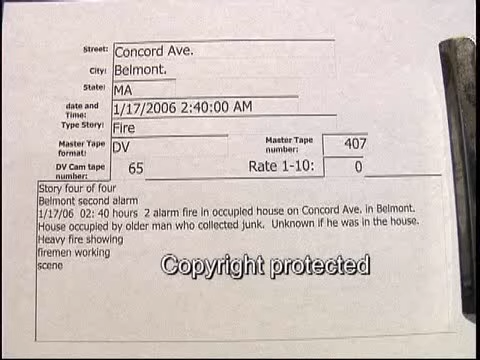 Street: Concord Ave.
City: Belmont.
State: MA
date and Time: 1/17/2006 2:40:00 AM
Type Story: Fire
Master Tape format: DV Master Tape number: 407
DV Cam tape number: 65 Rate 1-10: 0
Story four of four
Belmont second alarm
1/17/06 02: 40 hours 2 alarm fire in occupied house on Concord Ave. in Belmont.
House occupied by older man who collected junk. Unknown if he was in the house.
Heavy fire showing
firemen working
scene
Copyright protected